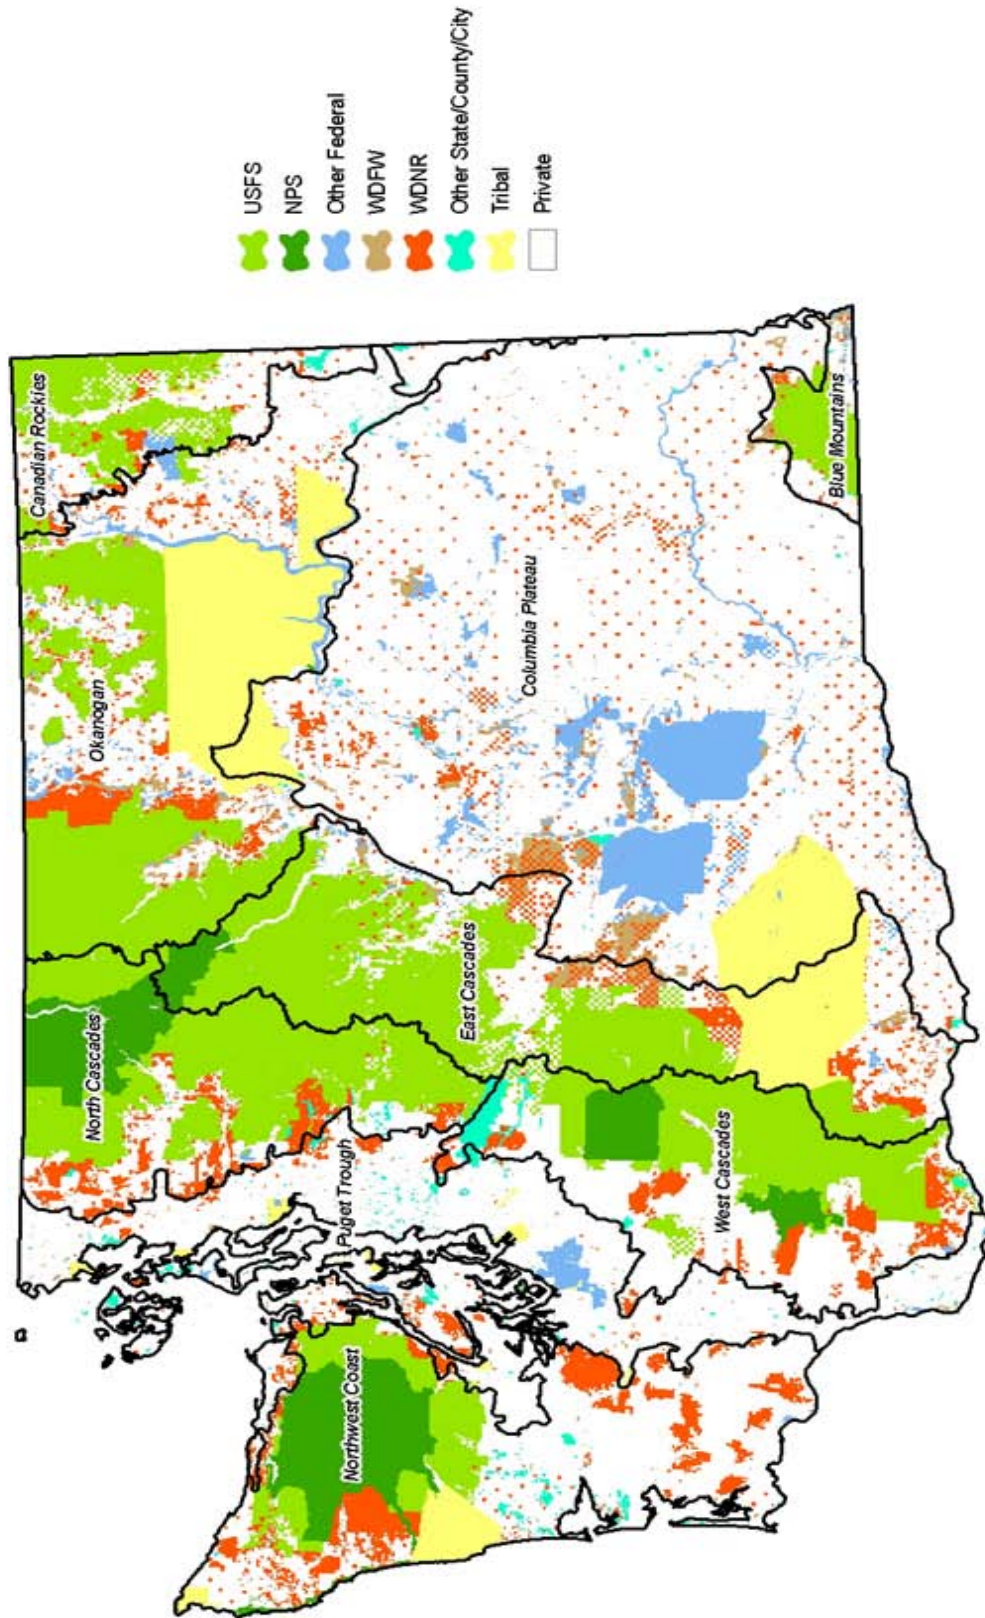 Canadian Rockies
Okanogan
North Cascades
East Cascades
Puget Trough
Northwest Coast
West Cascades
Columbia Plateau
Blue Mountains
USFS
NPS
Other Federal
WDFW
WDNR
Other State/County/City
Tribal
Private